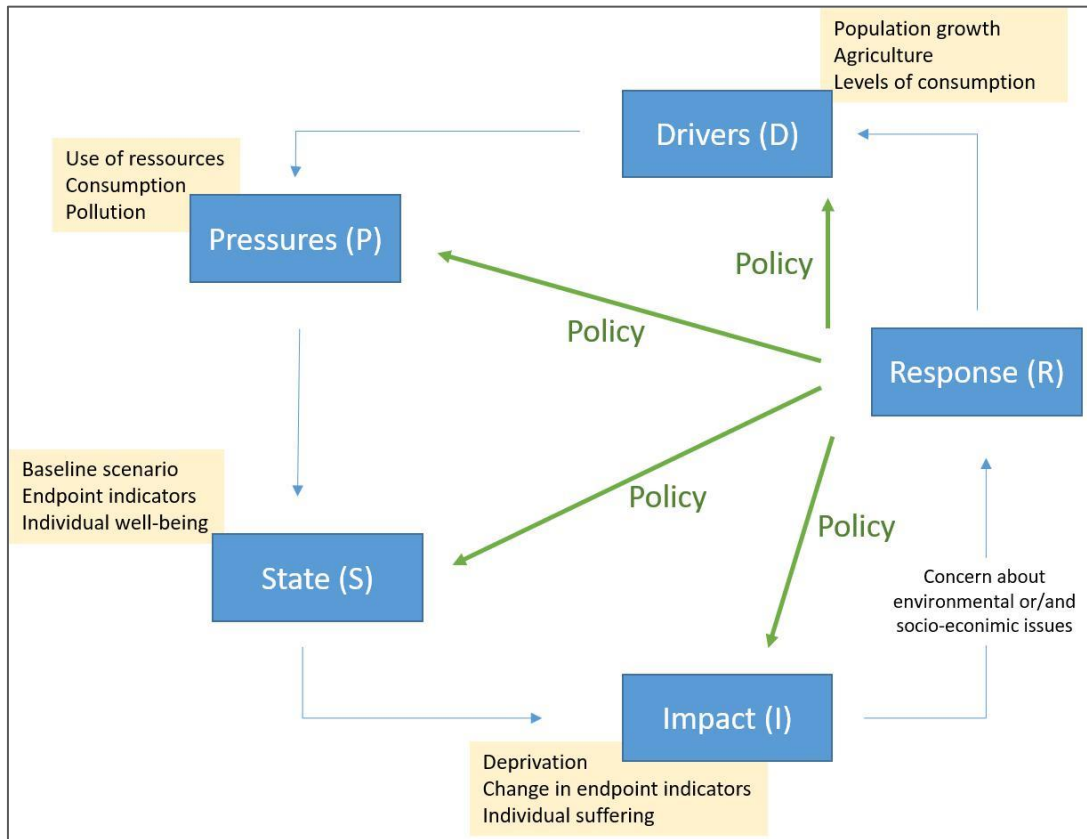 Population growth
Agriculture
Levels of consumption
Drivers (D)
Use of ressources
Consumption
Pollution
Pressures (P)
Policy
Policy
Response (R)
Baseline scenario
Endpoint indicators
Individual well-being
State (S)
Policy
Policy
Concern about
environmental or/and
socio-econimic issues
Impact (I)
Deprivation
Change in endpoint indicators
Individual suffering